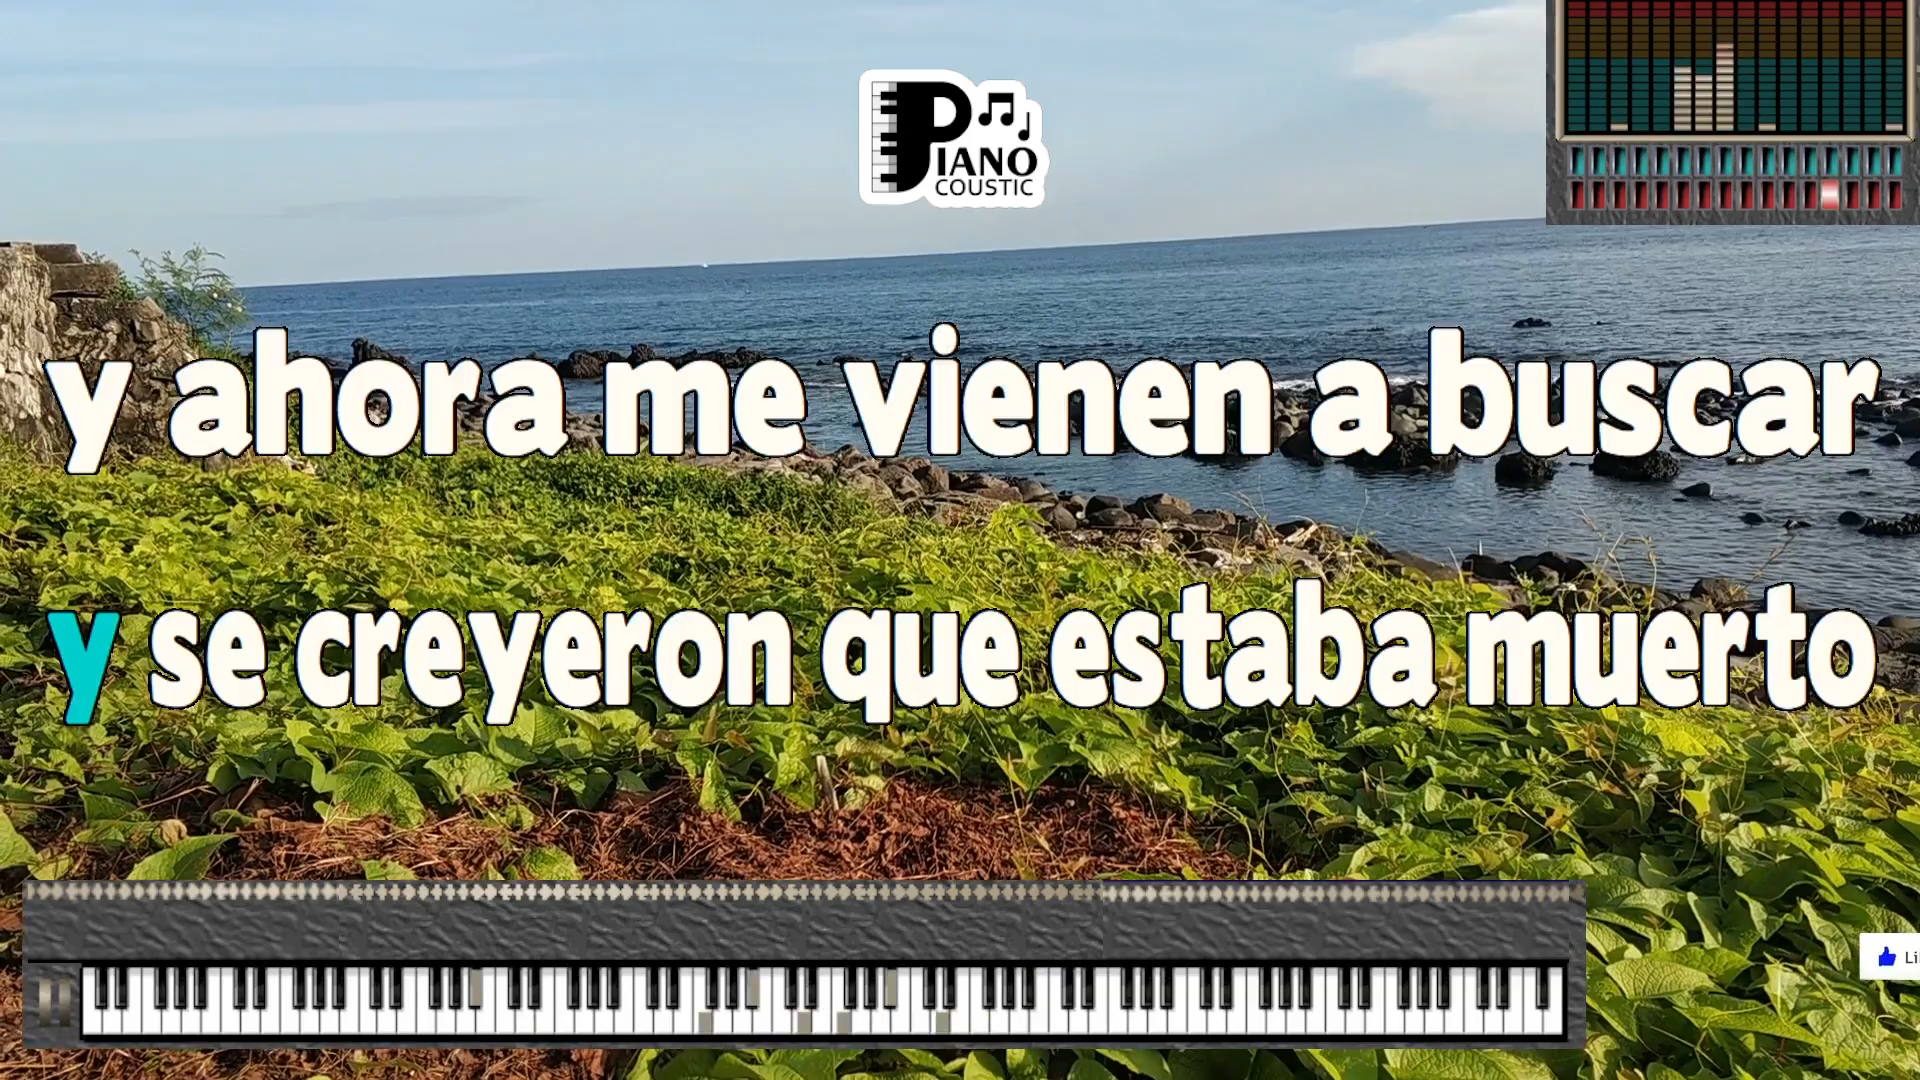 PIANO
COUSTIC
y ahora me vienen a buscar
y se creyeron que estaba muerto